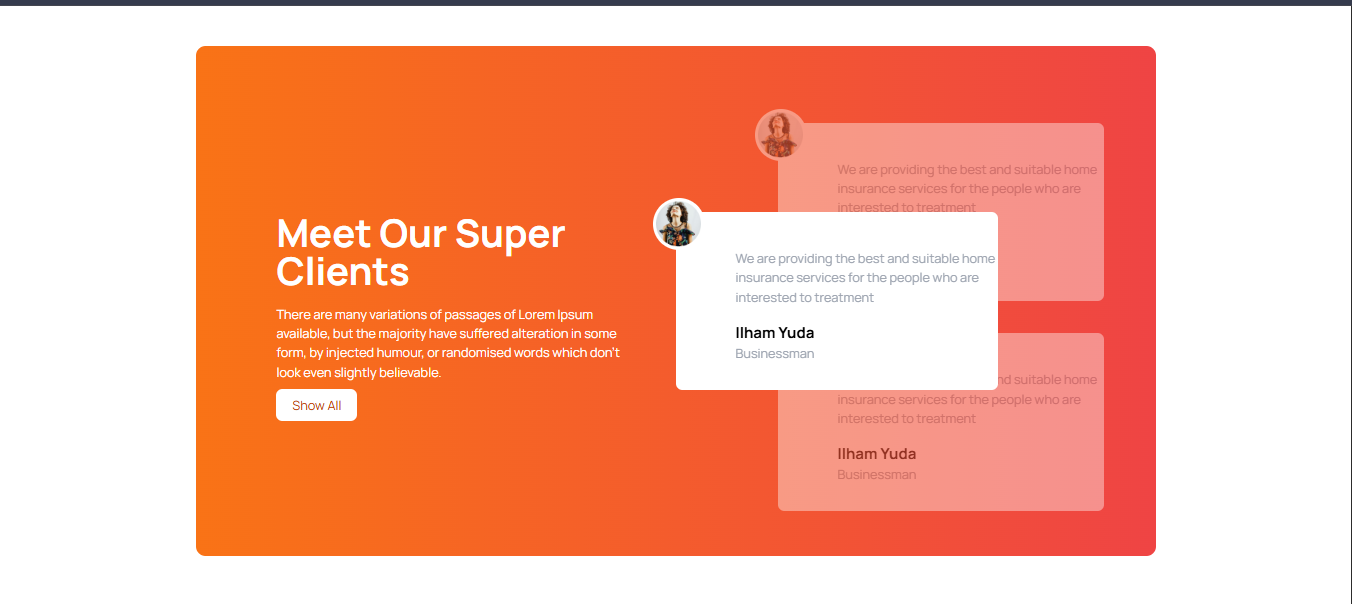 Meet Our Super
Clients
There are many variations of passages of Lorem Ipsum
available, but the majority have suffered alteration in some
form, by injected humour, or randomised words which don't
look even slightly believable.
Show All
We are providing the best and suitable home
insurance services for the people who are
interested to treatment
We are providing the best and suitable home
insurance services for the people who are
interested to treatment
Ilham Yuda
Businessman
nd suitable home
insurance services for the people who are
interested to treatment
Ilham Yuda
Businessman